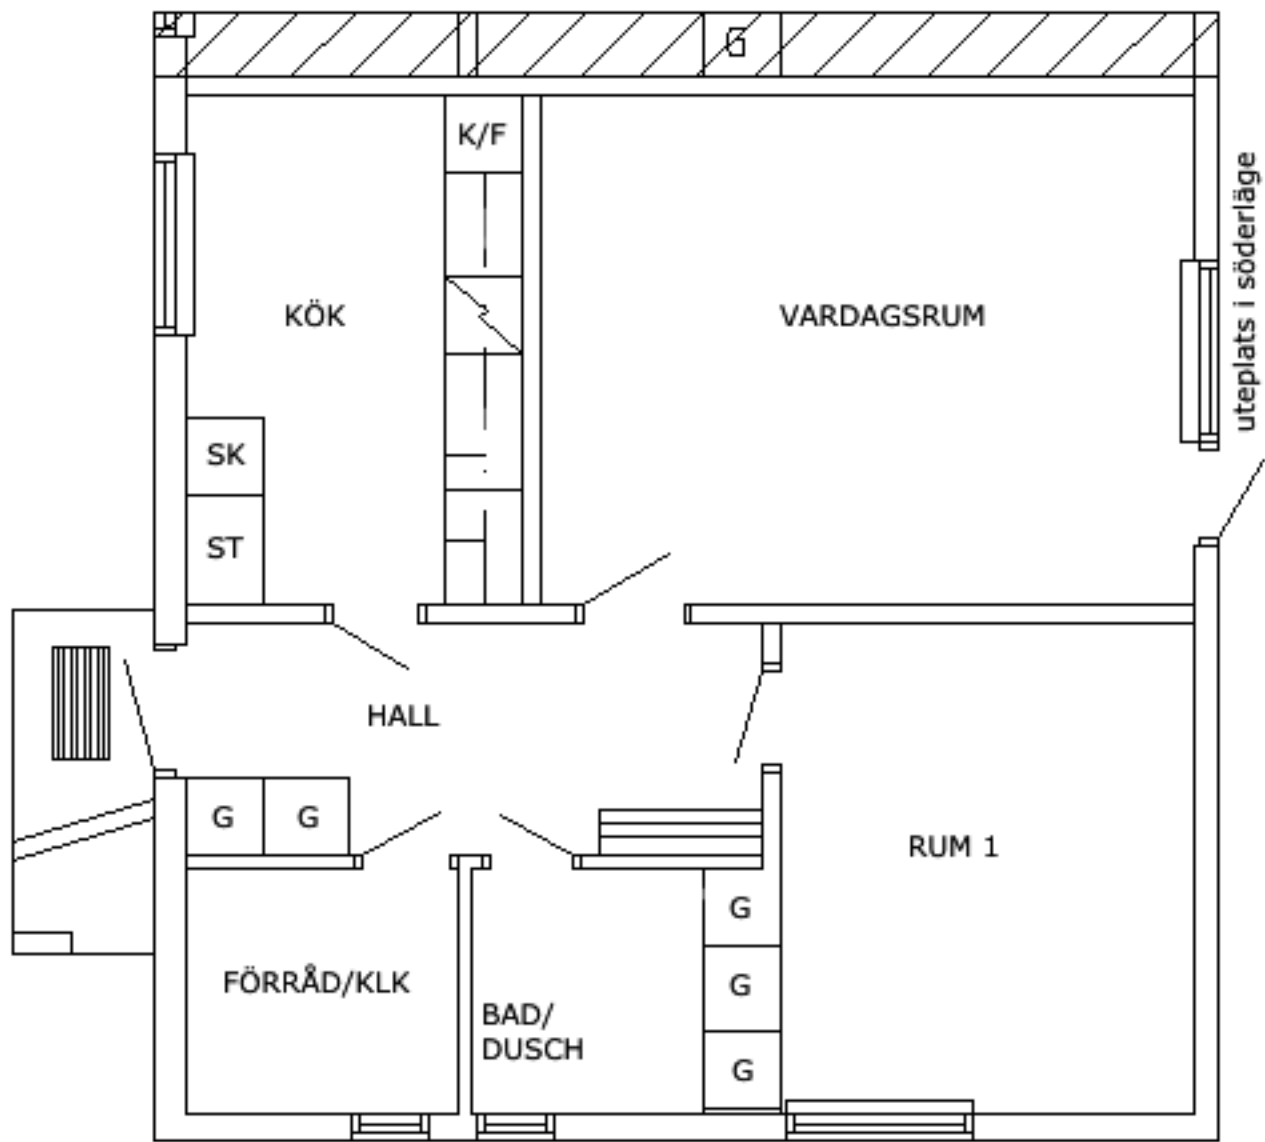 G
K/F
KÖK
VARDAGSRUM
uteplats i söderläge
SK
ST
HALL
G
G
RUM 1
G
FÖRRÅD/KLK
G
BAD/
DUSCH
G